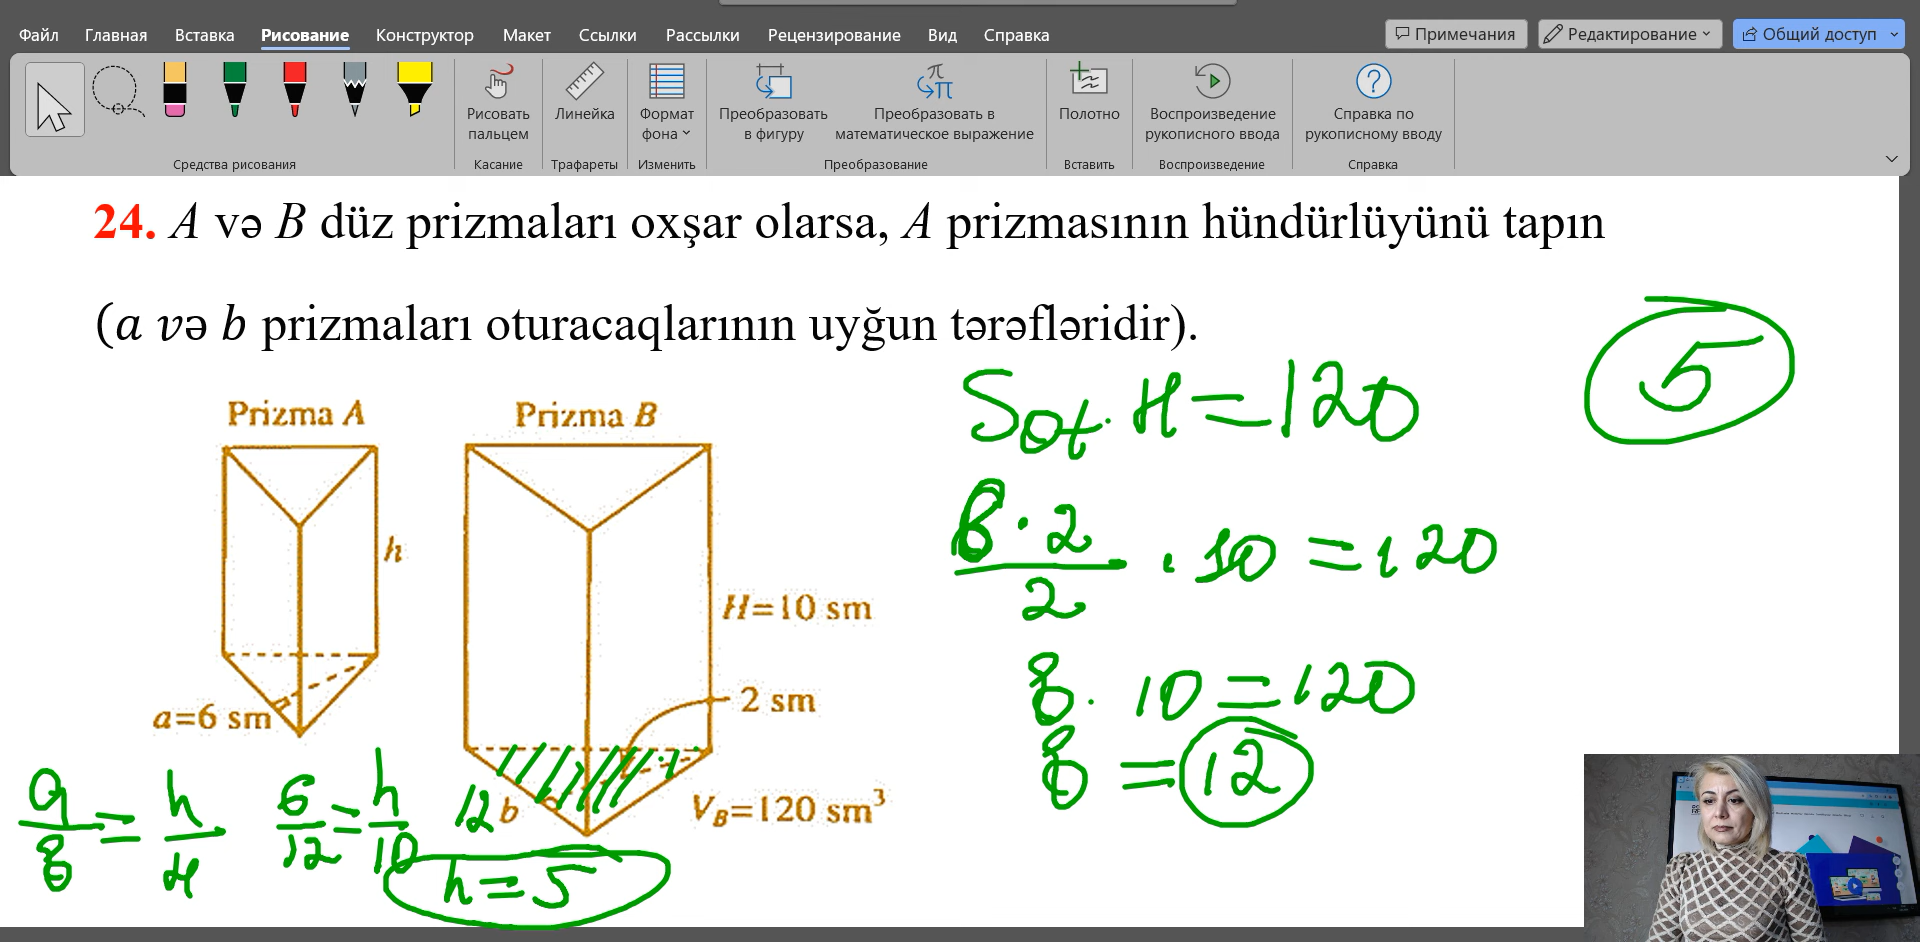 Файл Главная Вставка Рисование Конструктор Макет Ссылки Рассылки Рецензирование Вид Справка Примечания Редактирование Общий доступ
Рисовать пальцем
Линейка
Формат фона
Преобразовать в фигуру
Преобразовать в математическое выражение
Полотно
Воспроизведение рукописного ввода
Справка по рукописному вводу
Средства рисования Касание Трафареты Изменить Преобразование Вставить Воспроизведение Справка
24. A və B düz prizmaları oxşar olarsa, A prizmasının hündürlüyünü tapın
(a və b prizmaları oturacaqlarının uyğun tərəfləridir).
5
Prizma A Prizma B
Sot. H = 120
h
H=10 sm
b · 2 / 2 · 10 = 120
2 sm
a=6 sm
b · 10 = 120
b = 12
12 b
V_B=120 sm³
a/b = h/H 6/12 = h/10
h = 5